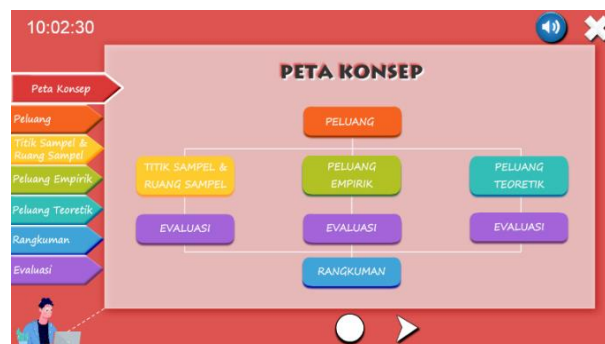 10:02:30
PETA KONSEP
Peta Konsep
Peluang
Titik Sampel &
Ruang Sampel
Peluang Empirik
Peluang Teoretik
Rangkuman
Evaluasi
PELUANG
TITIK SAMPEL &
RUANG SAMPEL
PELUANG
EMPIRIK
PELUANG
TEORETIK
EVALUASI
EVALUASI
EVALUASI
RANGKUMAN